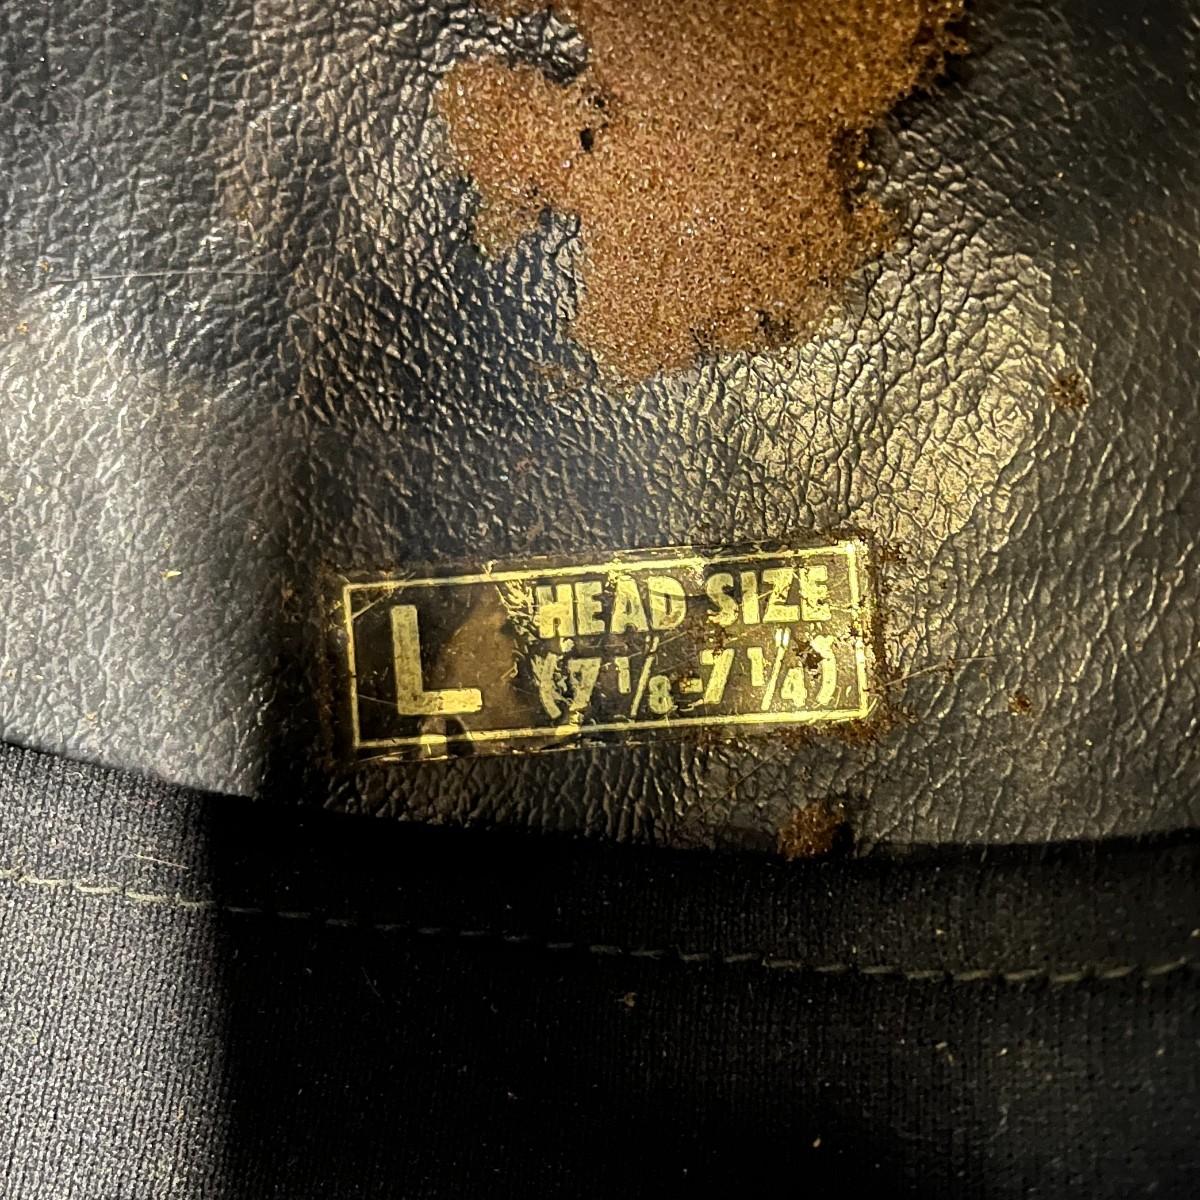 L HEAD SIZE
(7 1/8-7 1/4)